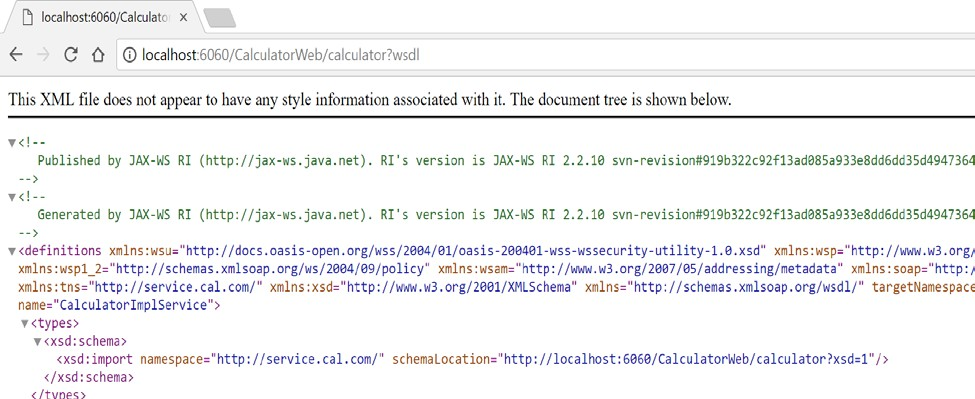 localhost:6060/Calculator
localhost:6060/CalculatorWeb/calculator?wsdl
This XML file does not appear to have any style information associated with it. The document tree is shown below.
▼<!--
Published by JAX-WS RI (http://jax-ws.java.net). RI's version is JAX-WS RI 2.2.10 svn-revision#919b322c92f13ad085a933e8dd6dd35d4947364
-->
▼<!--
Generated by JAX-WS RI (http://jax-ws.java.net). RI's version is JAX-WS RI 2.2.10 svn-revision#919b322c92f13ad085a933e8dd6dd35d4947364
-->
▼<definitions xmlns:wsu="http://docs.oasis-open.org/wss/2004/01/oasis-200401-wss-wssecurity-utility-1.0.xsd" xmlns:wsp="http://www.w3.org/
xmlns:wsp1_2="http://schemas.xmlsoap.org/ws/2004/09/policy" xmlns:wsam="http://www.w3.org/2007/05/addressing/metadata" xmlns:soap="http:/
xmlns:tns="http://service.cal.com/" xmlns:xsd="http://www.w3.org/2001/XMLSchema" xmlns="http://schemas.xmlsoap.org/wsdl/" targetNamespace
name="CalculatorImplService">
▼<types>
▼<xsd:schema>
<xsd:import namespace="http://service.cal.com/" schemaLocation="http://localhost:6060/CalculatorWeb/calculator?xsd=1"/>
</xsd:schema>
</types>